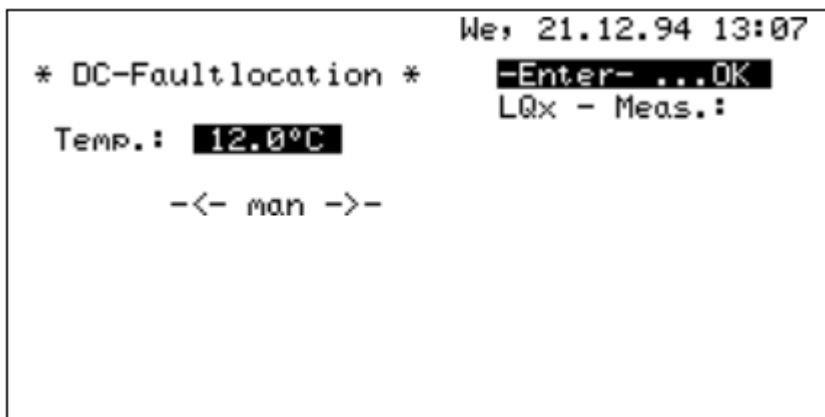 We, 21.12.94 13:07
* DC-Faultlocation *
-Enter- ...OK
LQx - Meas.:
Temp.: 12.0°C
-<- man ->-